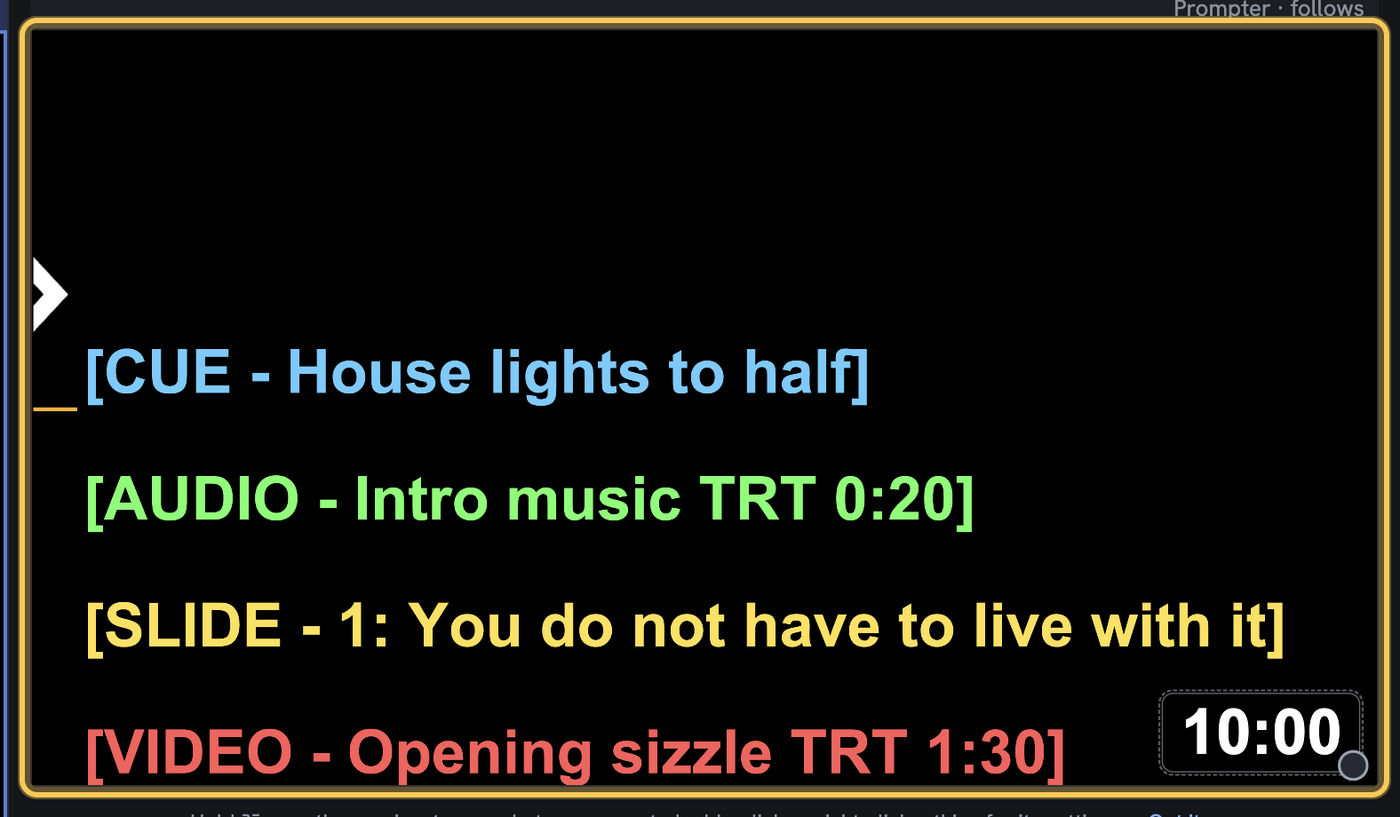 Prompter · follows
[CUE - House lights to half]
[AUDIO - Intro music TRT 0:20]
[SLIDE - 1: You do not have to live with it]
[VIDEO - Opening sizzle TRT 1:30]
10:00